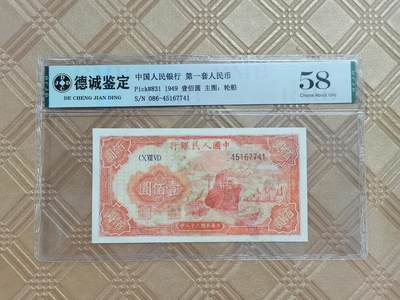 德诚鉴定
DE CHENG JIAN DING
中国人民银行 第一套人民币
Pick#831 1949 壹佰圆 主图：轮船
S/N 086-45167741
58
Choice About Unc
行銀民人國中
45167741
圓佰壹